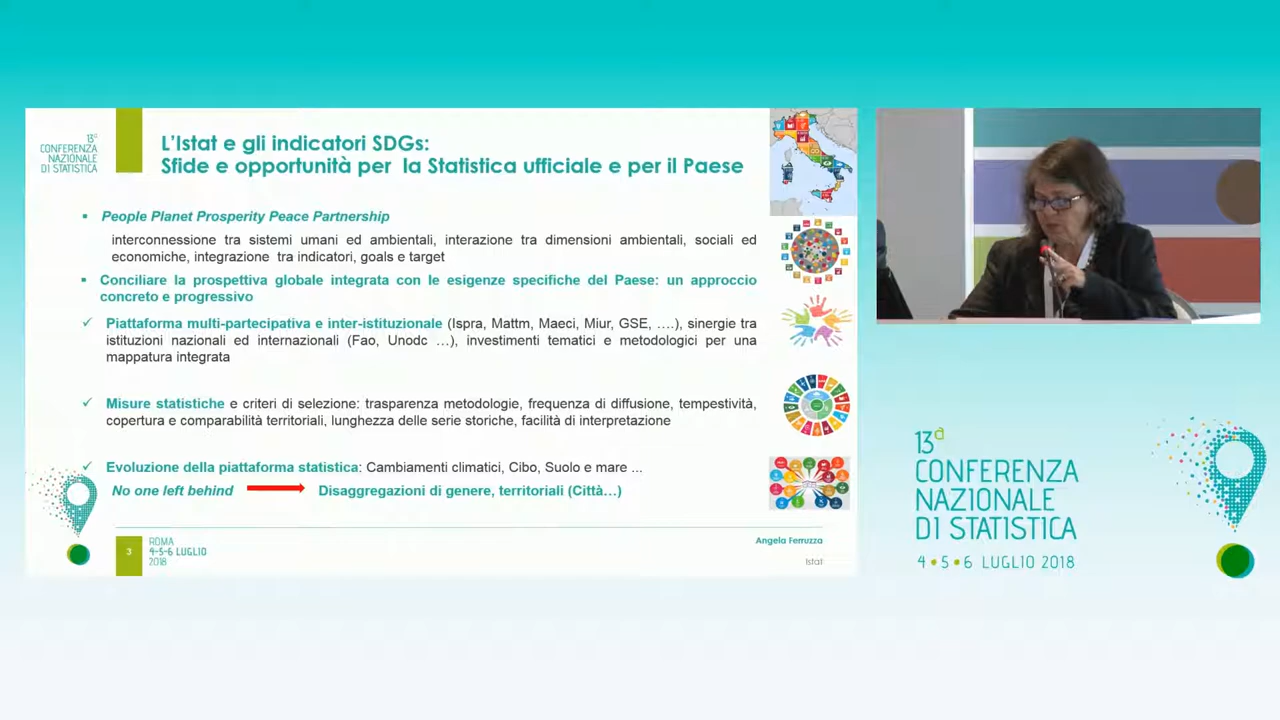 13ª
CONFERENZA
NAZIONALE
DI STATISTICA
L'Istat e gli indicatori SDGs:
Sfide e opportunità per la Statistica ufficiale e per il Paese
▪ People Planet Prosperity Peace Partnership
interconnessione tra sistemi umani ed ambientali, interazione tra dimensioni ambientali, sociali ed
economiche, integrazione tra indicatori, goals e target
▪ Conciliare la prospettiva globale integrata con le esigenze specifiche del Paese: un approccio
concreto e progressivo
✓ Piattaforma multi-partecipativa e inter-istituzionale (Ispra, Mattm, Maeci, Miur, GSE, ....), sinergie tra
istituzioni nazionali ed internazionali (Fao, Unodc ...), investimenti tematici e metodologici per una
mappatura integrata
✓ Misure statistiche e criteri di selezione: trasparenza metodologie, frequenza di diffusione, tempestività,
copertura e comparabilità territoriali, lunghezza delle serie storiche, facilità di interpretazione
✓ Evoluzione della piattaforma statistica: Cambiamenti climatici, Cibo, Suolo e mare ...
No one left behind Disaggregazioni di genere, territoriali (Città...)
3
ROMA
4-5-6 LUGLIO
2018
Angela Ferruzza
Istat
13ª
CONFERENZA
NAZIONALE
DI STATISTICA
4•5•6 LUGLIO 2018